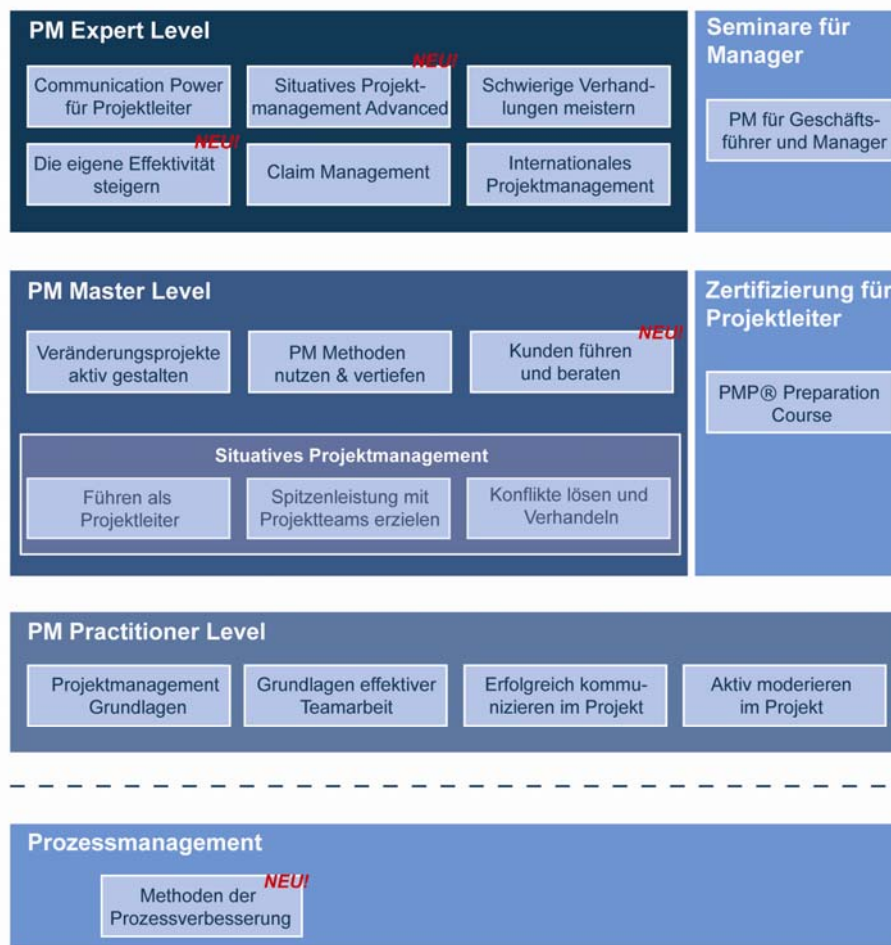 PM Expert Level
Communication Power
für Projektleiter
NEU!
Situatives Projekt-
management Advanced
Schwierige Verhand-
lungen meistern
NEU!
Die eigene Effektivität
steigern
Claim Management
Internationales
Projektmanagement
Seminare für
Manager
PM für Geschäfts-
führer und Manager
PM Master Level
Veränderungsprojekte
aktiv gestalten
PM Methoden
nutzen & vertiefen
NEU!
Kunden führen
und beraten
Situatives Projektmanagement
Führen als
Projektleiter
Spitzenleistung mit
Projektteams erzielen
Konflikte lösen und
Verhandeln
Zertifizierung für
Projektleiter
PMP® Preparation
Course
PM Practitioner Level
Projektmanagement
Grundlagen
Grundlagen effektiver
Teamarbeit
Erfolgreich kommu-
nizieren im Projekt
Aktiv moderieren
im Projekt
Prozessmanagement
NEU!
Methoden der
Prozessverbesserung